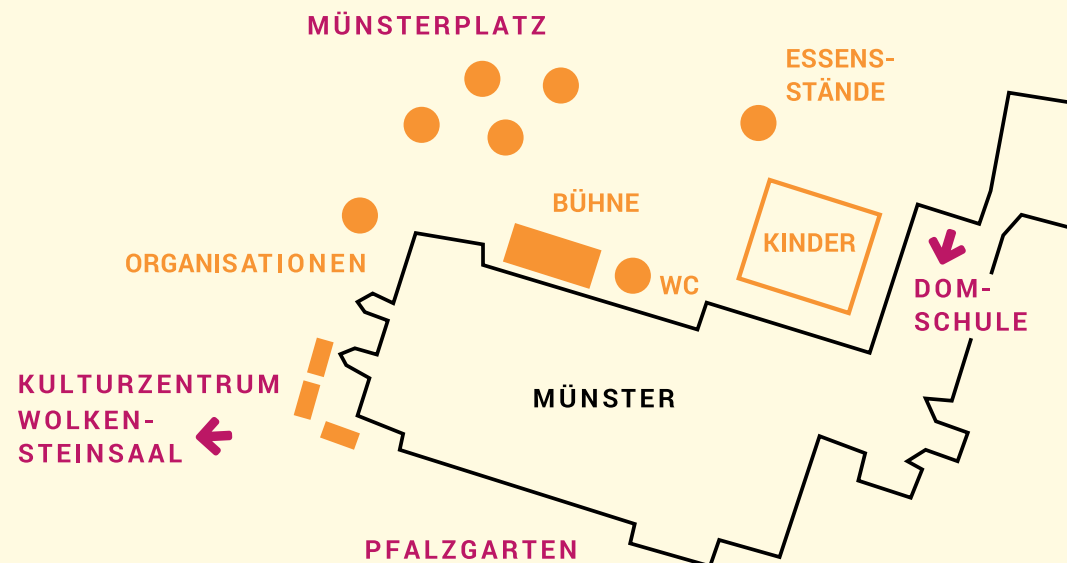 MÜNSTERPLATZ
ESSENS-
STÄNDE
BÜHNE
KINDER
ORGANISATIONEN
WC
DOM-
SCHULE
KULTURZENTRUM
WOLKEN-
STEINSAAL
MÜNSTER
PFALZGARTEN